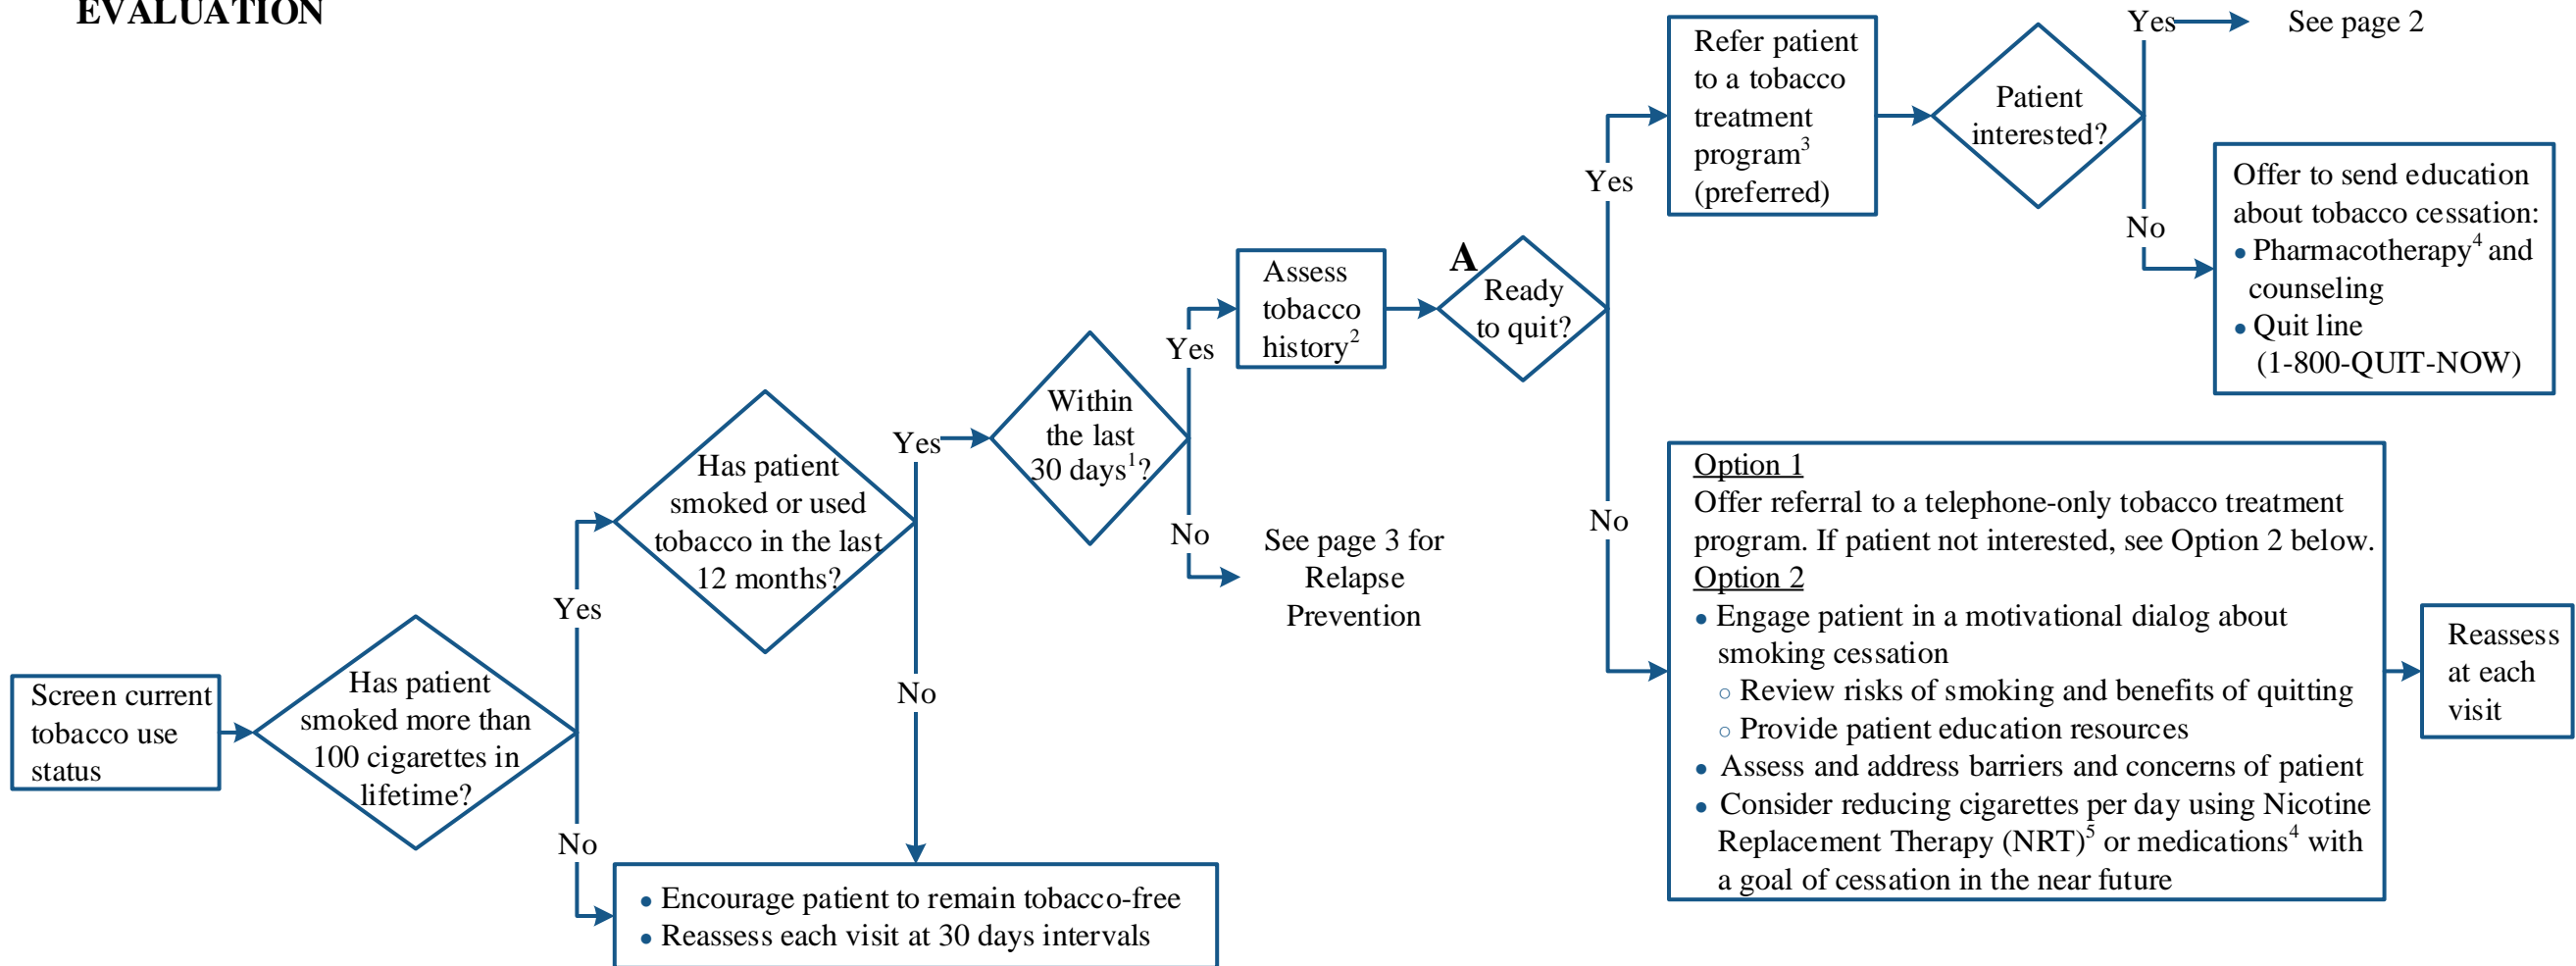 EVALUATION
Screen current
tobacco use
status
Has patient
smoked more than
100 cigarettes in
lifetime?
Yes
No
Has patient
smoked or used
tobacco in the last
12 months?
Yes
No
• Encourage patient to remain tobacco-free
• Reassess each visit at 30 days intervals
Within
the last
30 days¹?
Yes
No
See page 3 for
Relapse
Prevention
Assess
tobacco
history²
A
Ready
to quit?
Yes
No
Refer patient
to a tobacco
treatment
program³
(preferred)
Patient
interested?
Yes
See page 2
No
Offer to send education
about tobacco cessation:
• Pharmacotherapy⁴ and
counseling
• Quit line
(1-800-QUIT-NOW)
Option 1
Offer referral to a telephone-only tobacco treatment
program. If patient not interested, see Option 2 below.
Option 2
• Engage patient in a motivational dialog about
smoking cessation
○ Review risks of smoking and benefits of quitting
○ Provide patient education resources
• Assess and address barriers and concerns of patient
• Consider reducing cigarettes per day using Nicotine
Replacement Therapy (NRT)⁵ or medications⁴ with
a goal of cessation in the near future
Reassess
at each
visit